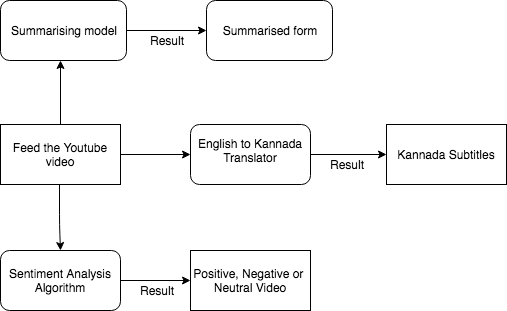 Summarising model
Result
Summarised form
Feed the Youtube
video
English to Kannada
Translator
Result
Kannada Subtitles
Sentiment Analysis
Algorithm
Result
Positive, Negative or
Neutral Video